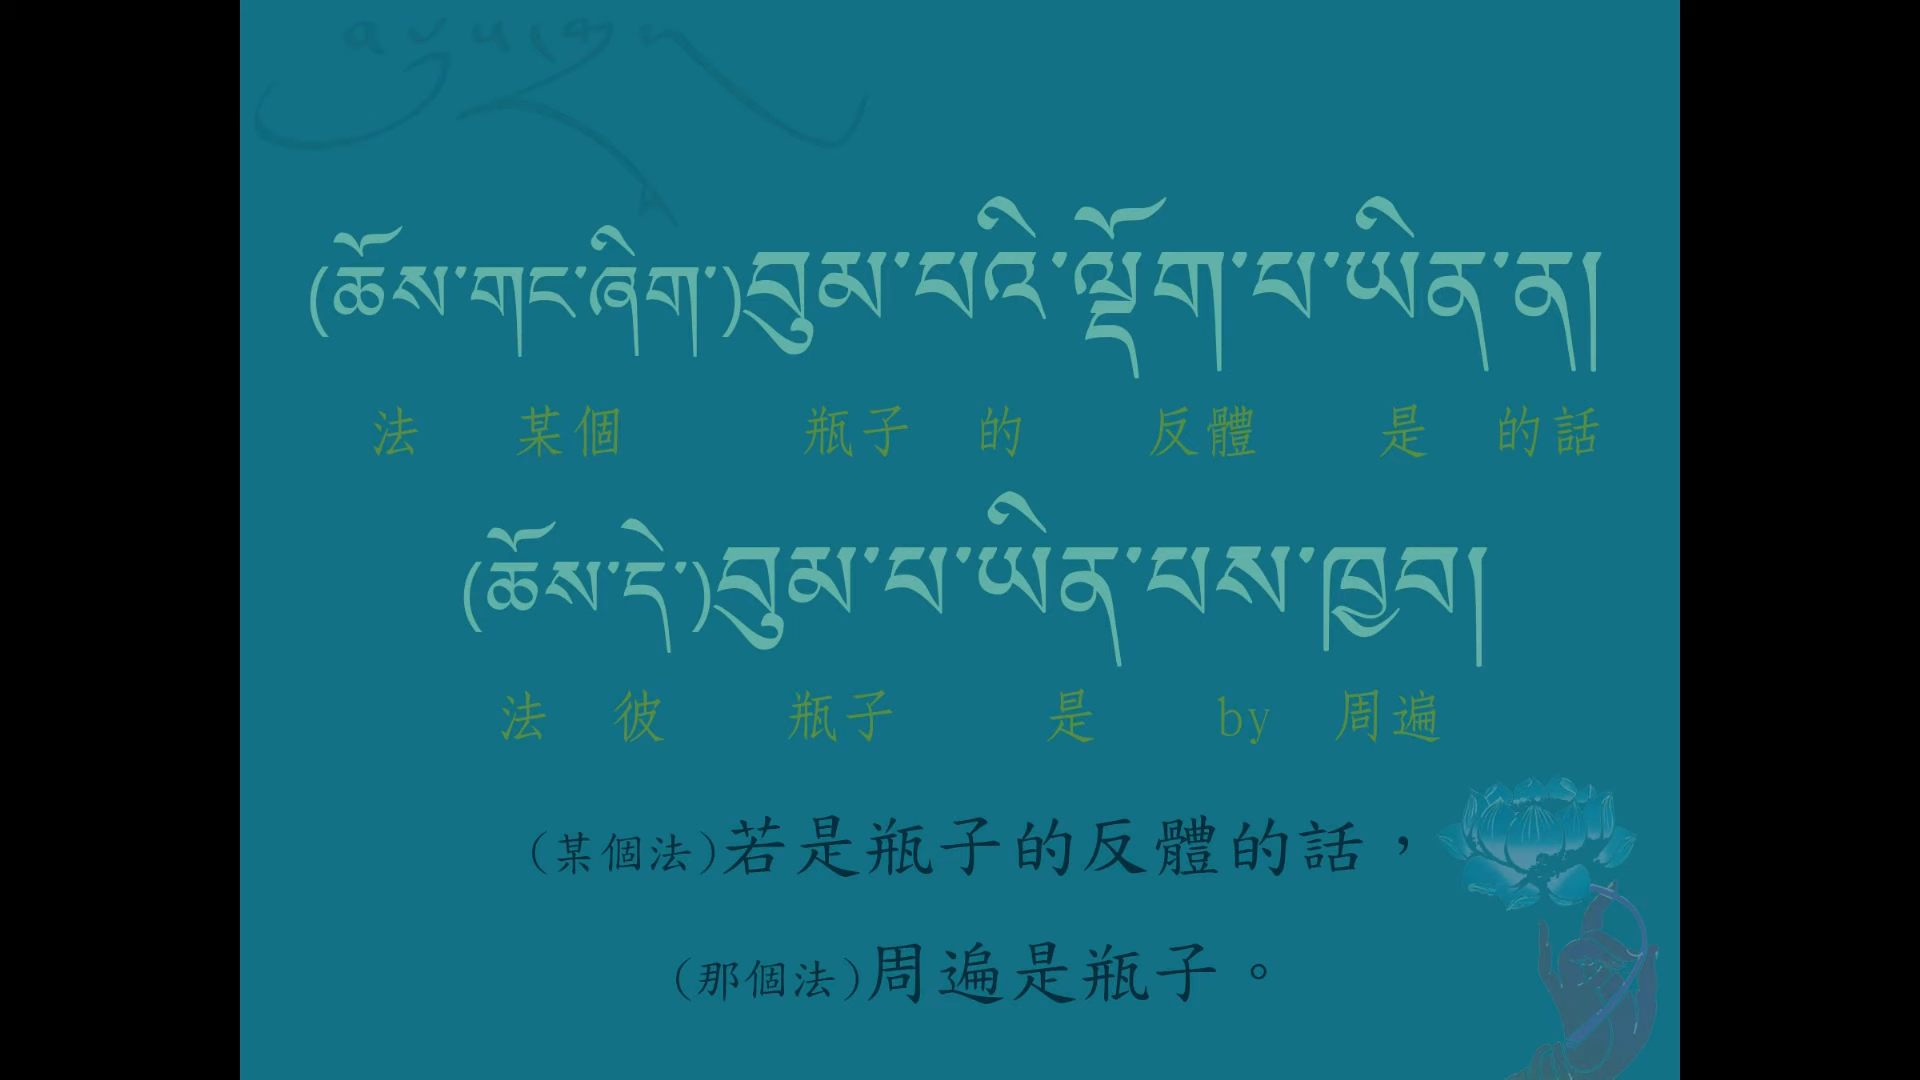 (ཆོས་གང་ཞིག་)བུམ་པའི་ལྡོག་པ་ཡིན་ན།
法 某個 瓶子 的 反體 是 的話
(ཆོས་དེ་)བུམ་པ་ཡིན་པས་ཁྱབ།
法 彼 瓶子 是 by 周遍
(某個法)若是瓶子的反體的話，
(那個法)周遍是瓶子。